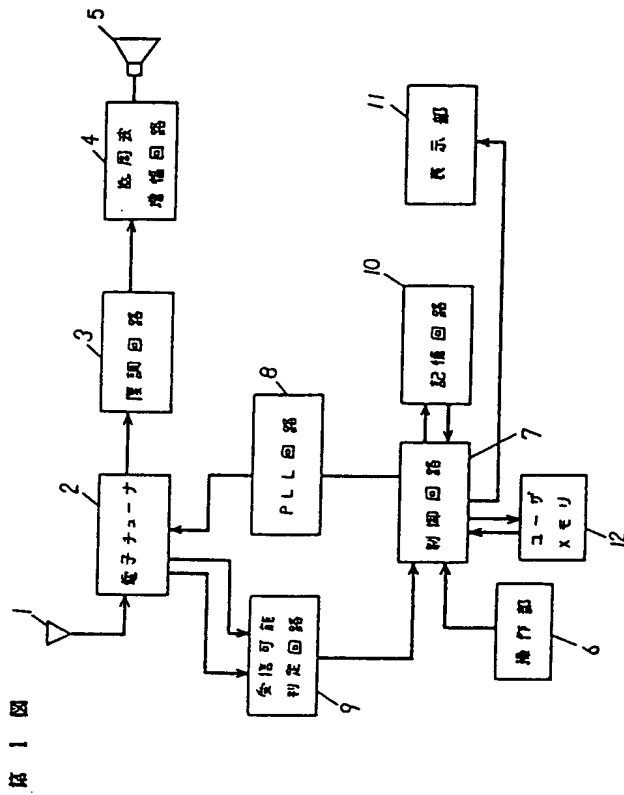 第 1 図
1
2
電子チューナ
3
復調回路
4
低周波
増幅回路
5
受信可能
判定回路
9
PLL回路
8
操作部
6
制御回路
7
記憶回路
10
表示部
11
ユーザ
メモリ
12